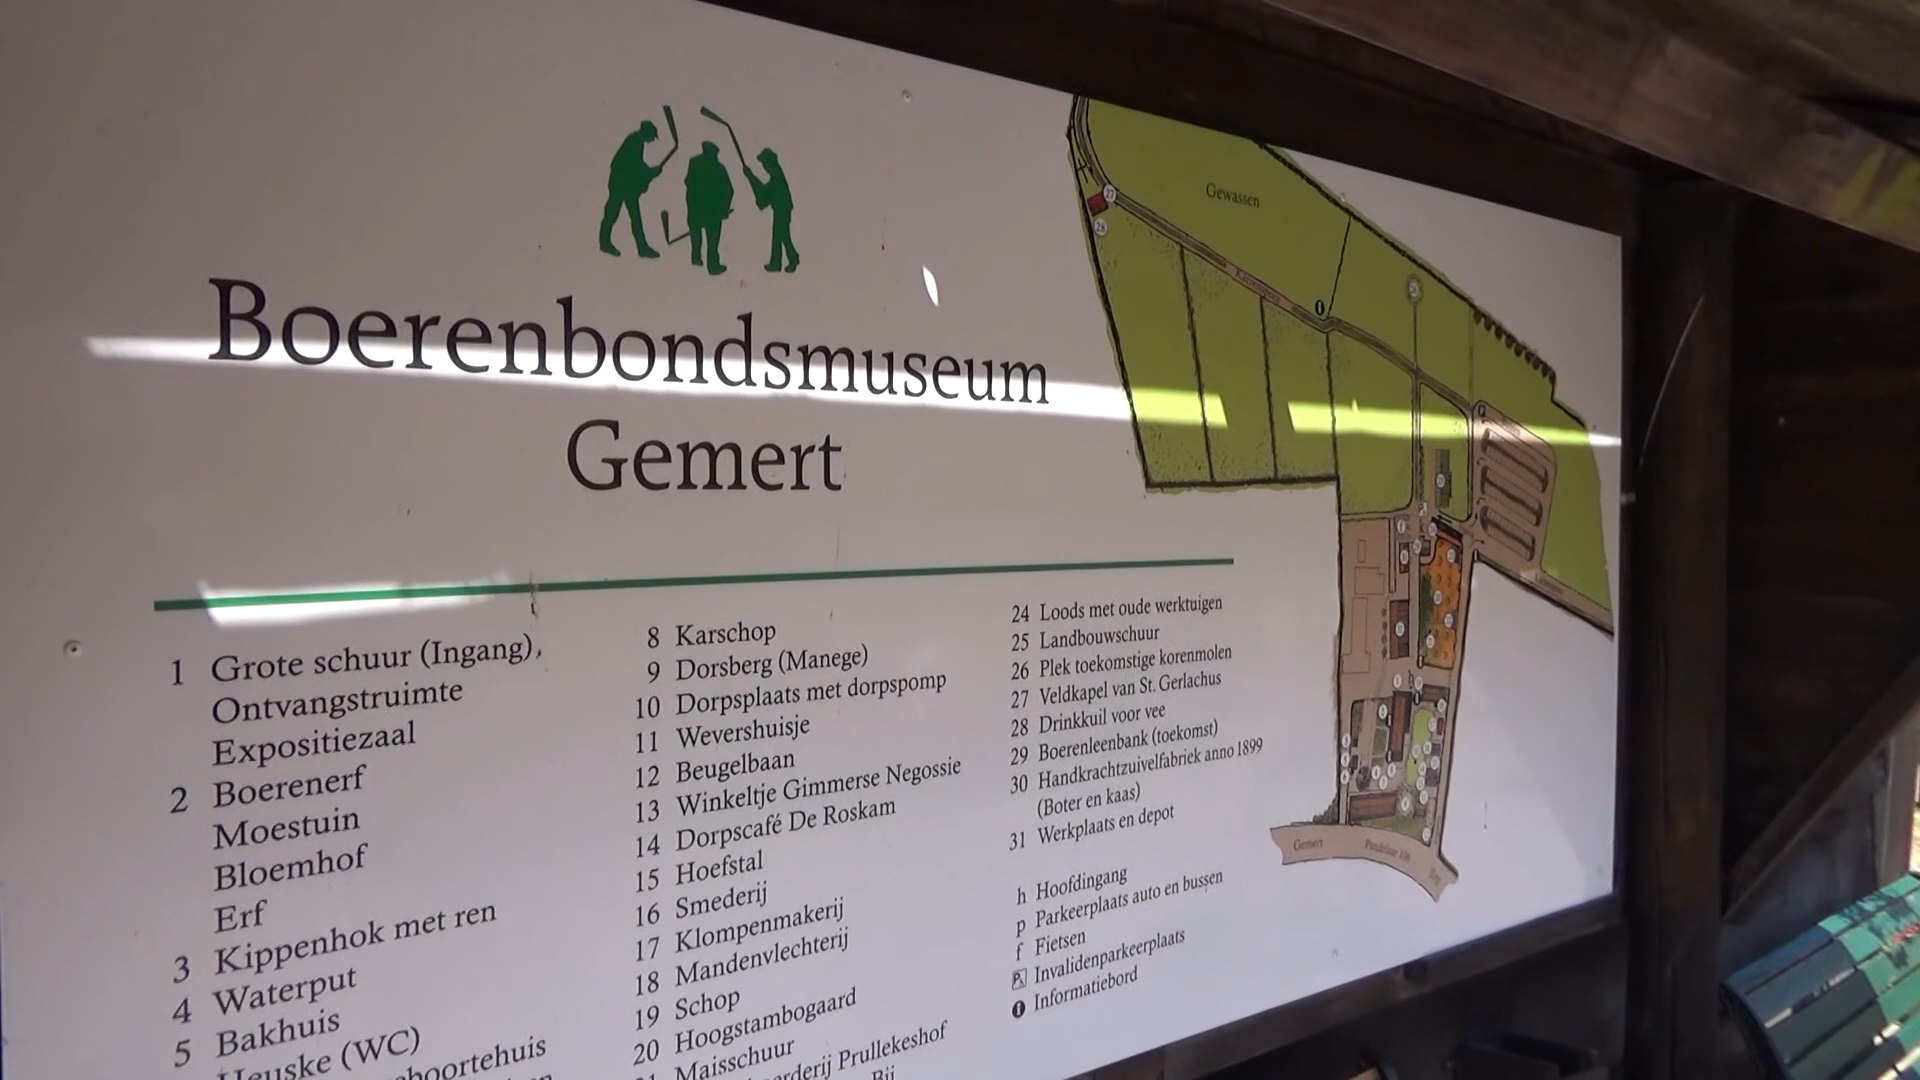 Boerenbondsmuseum
Gemert
1 Grote schuur (Ingang),
Ontvangstruimte
Expositiezaal
2 Boerenerf
Moestuin
Bloemhof
Erf
3 Kippenhok met ren
4 Waterput
5 Bakhuis
(WC)
8 Karschop
9 Dorsberg (Manege)
10 Dorpsplaats met dorpspomp
11 Wevershuisje
12 Beugelbaan
13 Winkeltje Gimmerse Negossie
14 Dorpscafé De Roskam
15 Hoefstal
16 Smederij
17 Klompenmakerij
18 Mandenvlechterij
19 Schop
20 Hoogstambogaard
Maisschuur
Prullekeshof
24 Loods met oude werktuigen
25 Landbouwschuur
26 Plek toekomstige korenmolen
27 Veldkapel van St. Gerlachus
28 Drinkkuil voor vee
29 Boerenleenbank (toekomst)
30 Handkrachtzuivelfabriek anno 1899
(Boter en kaas)
31 Werkplaats en depot
h Hoofdingang
p Parkeerplaats auto en bussen
f Fietsen
Invalidenparkeerplaats
Informatiebord
Gewassen
27
28
Gemert